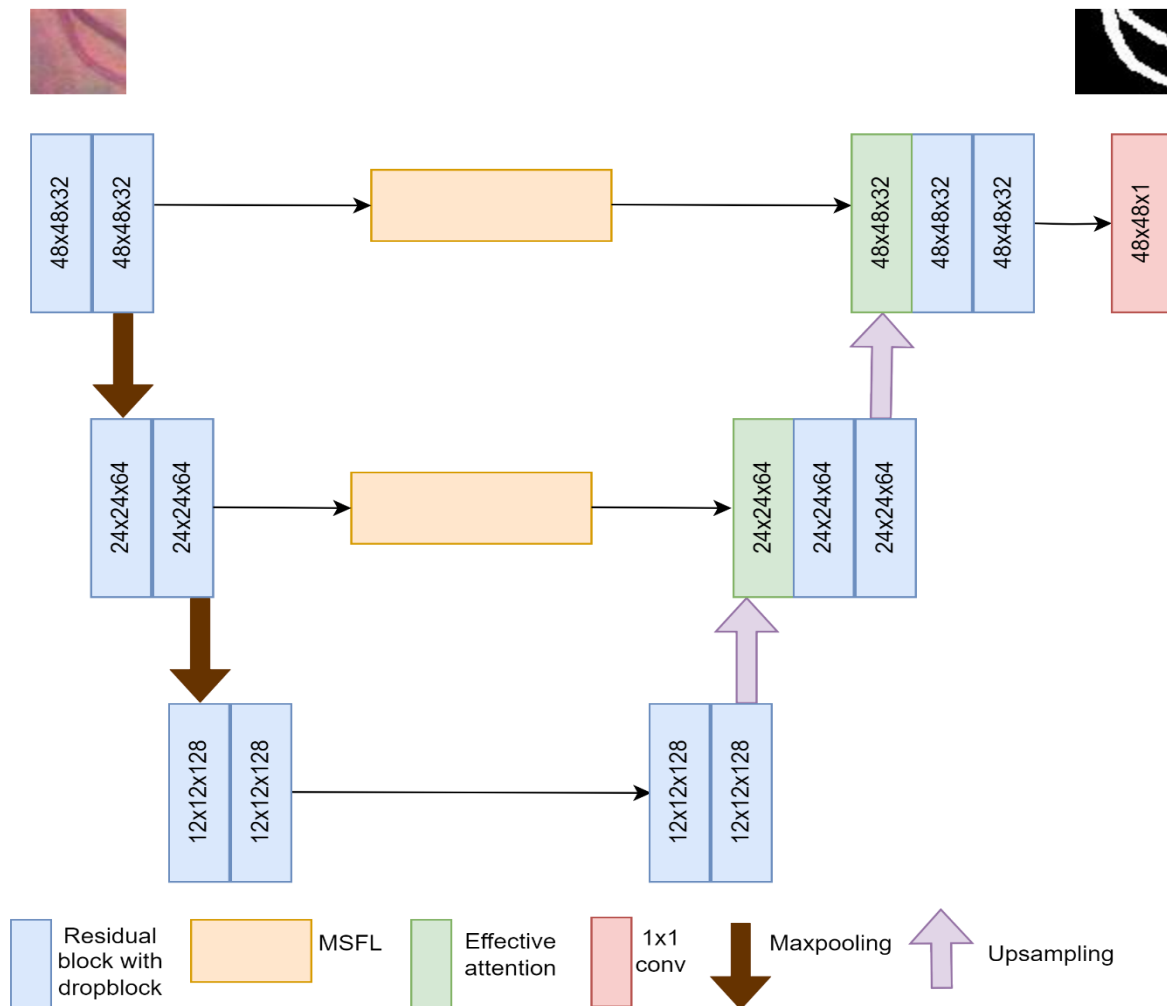 48x48x32
48x48x32
48x48x32
48x48x32
48x48x32
48x48x1
24x24x64
24x24x64
24x24x64
24x24x64
24x24x64
12x12x128
12x12x128
12x12x128
12x12x128
Residual
block with
dropblock
MSFL
Effective
attention
1x1
conv
Maxpooling
Upsampling